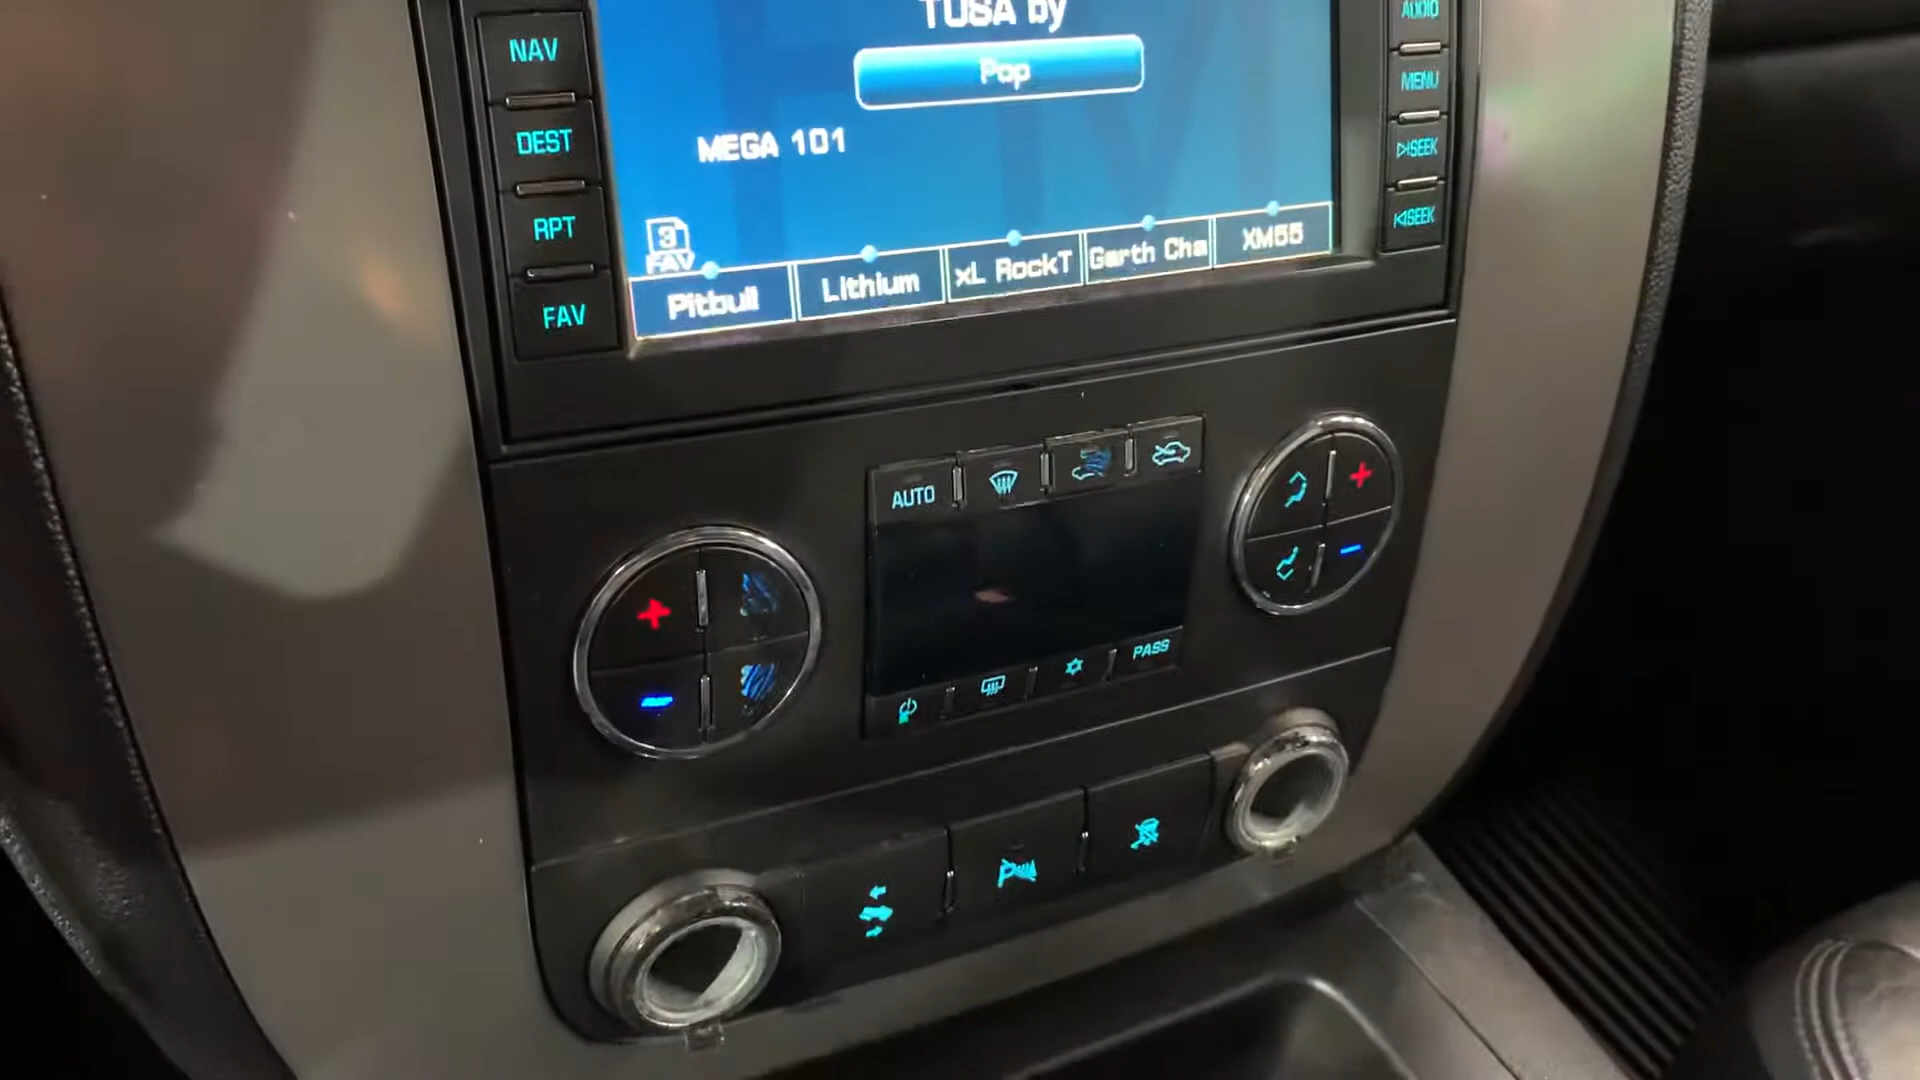 TUSA by
Pop
MEGA 101
3
FAV
Pitbull
Lithium
xL RockT
Garth Cha
XM55
NAV
DEST
RPT
FAV
AUDIO
MENU
SEEK
SEEK
AUTO
PASS
P